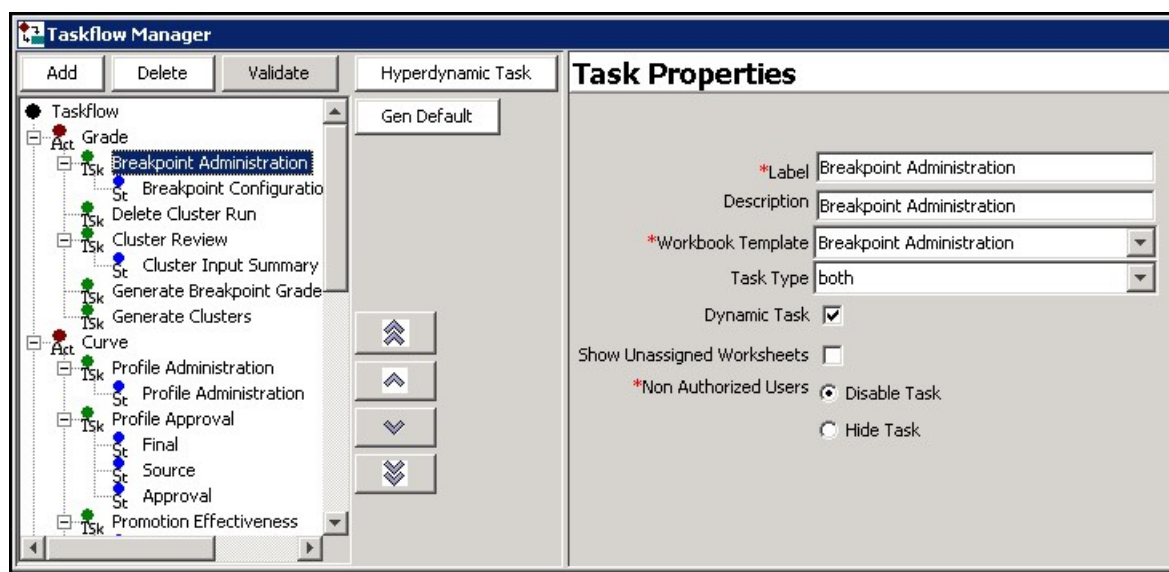 Taskflow Manager
Add
Delete
Validate
Hyperdynamic Task
Gen Default
Taskflow
Act Grade
Tsk Breakpoint Administration
St Breakpoint Configuratio
Tsk Delete Cluster Run
Tsk Cluster Review
St Cluster Input Summary
Tsk Generate Breakpoint Grade
Tsk Generate Clusters
Act Curve
Tsk Profile Administration
St Profile Administration
Tsk Profile Approval
St Final
St Source
St Approval
Tsk Promotion Effectiveness
Task Properties
*Label Breakpoint Administration
Description Breakpoint Administration
*Workbook Template Breakpoint Administration
Task Type both
Dynamic Task
Show Unassigned Worksheets
*Non Authorized Users Disable Task
Hide Task